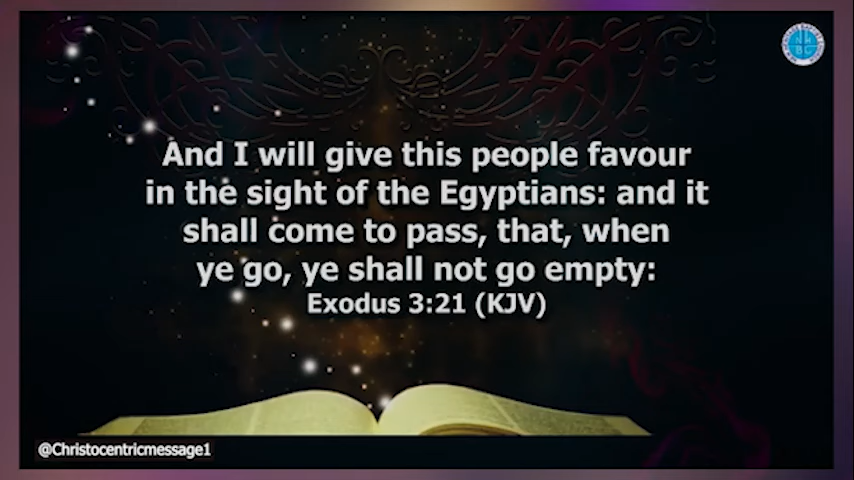 And I will give this people favour
in the sight of the Egyptians: and it
shall come to pass, that, when
ye go, ye shall not go empty:
Exodus 3:21 (KJV)
@Christocentricmessage1